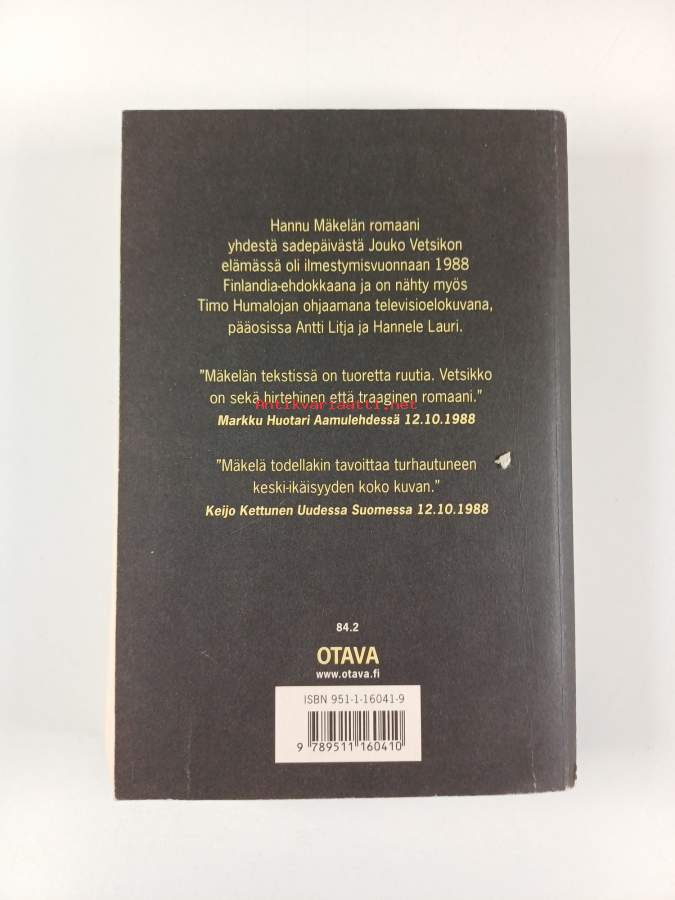 Hannu Mäkelän romaani
yhdestä sadepäivästä Jouko Vetsikon
elämässä oli ilmestymisvuonnaan 1988
Finlandia-ehdokkaana ja on nähty myös
Timo Humalojan ohjaamana televisioelokuvana,
pääosissa Antti Litja ja Hannele Lauri.
"Mäkelän tekstissä on tuoretta ruutia. Vetsikko
on sekä hirtehinen että traaginen romaani."
Antikvariaatti.net
Markku Huotari Aamulehdessä 12.10.1988
"Mäkelä todellakin tavoittaa turhautuneen
keski-ikäisyyden koko kuvan."
Keijo Kettunen Uudessa Suomessa 12.10.1988
84.2
OTAVA
www.otava.fi
ISBN 951-1-16041-9
9 789511 160410